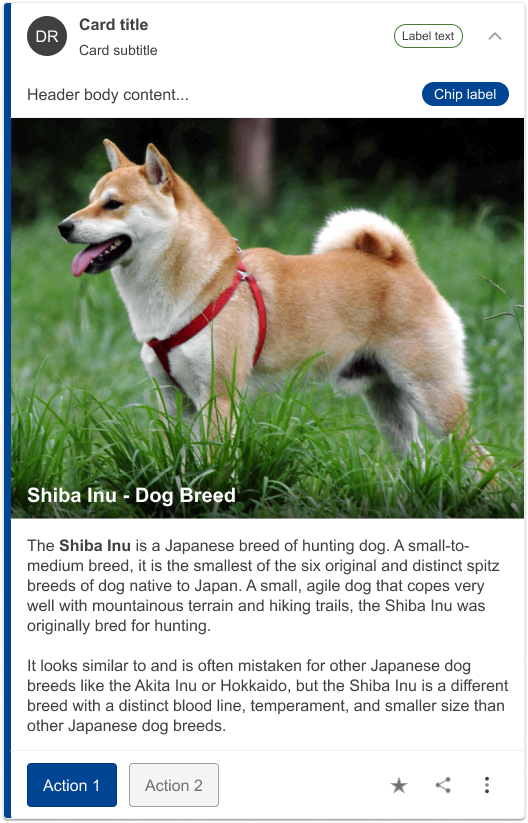 DR
Card title
Card subtitle
Label text
Header body content...
Chip label
Shiba Inu - Dog Breed
The Shiba Inu is a Japanese breed of hunting dog. A small-to-
medium breed, it is the smallest of the six original and distinct spitz
breeds of dog native to Japan. A small, agile dog that copes very
well with mountainous terrain and hiking trails, the Shiba Inu was
originally bred for hunting.
It looks similar to and is often mistaken for other Japanese dog
breeds like the Akita Inu or Hokkaido, but the Shiba Inu is a different
breed with a distinct blood line, temperament, and smaller size than
other Japanese dog breeds.
Action 1
Action 2